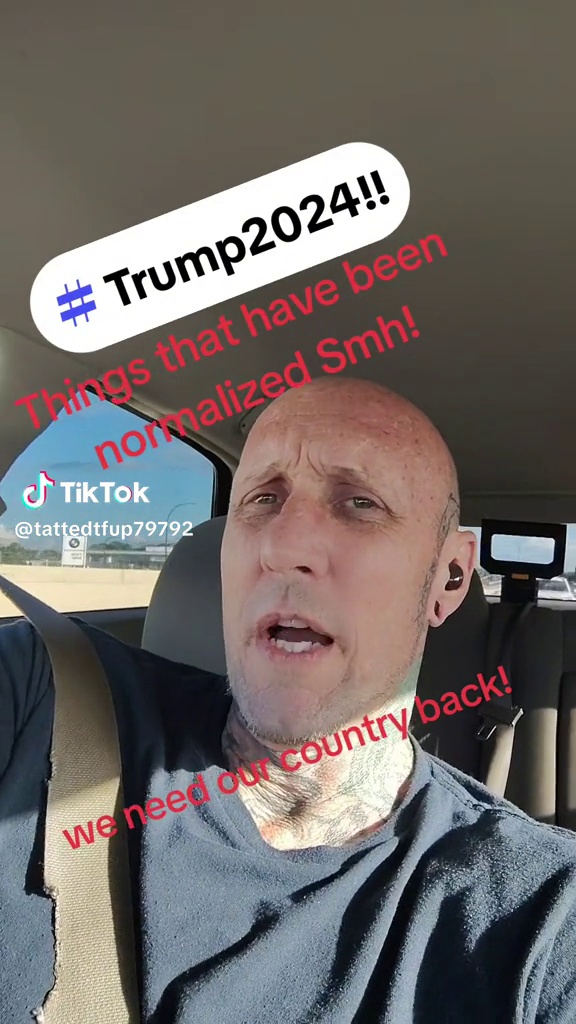 # Trump2024!!
Things that have been
normalized Smh!
TikTok
@tattedtfup79792
we need our country back!